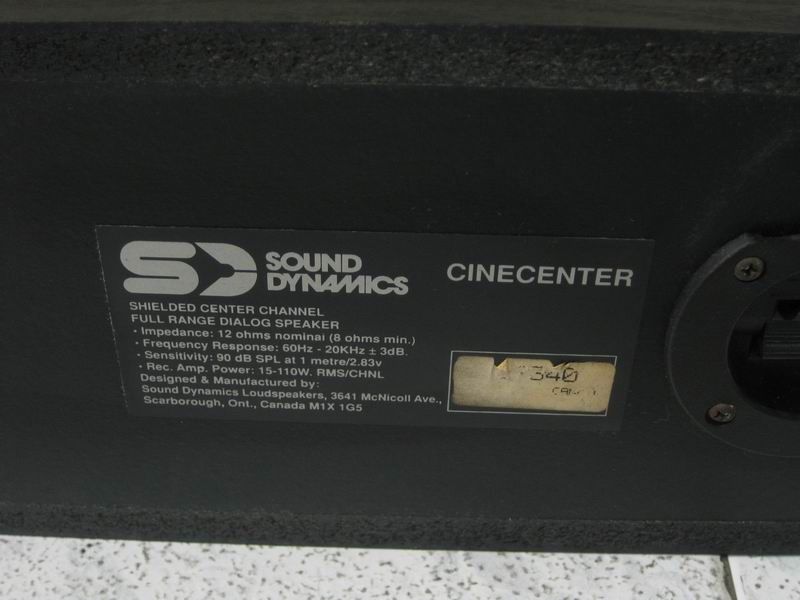 SD SOUND DYNAMICS
CINECENTER
SHIELDED CENTER CHANNEL
FULL RANGE DIALOG SPEAKER
· Impedance: 12 ohms nominal (8 ohms min.)
· Frequency Response: 60Hz - 20KHz ± 3dB.
· Sensitivity: 90 dB SPL at 1 metre/2.83v
· Rec. Amp. Power: 15-110W. RMS/CHNL
Designed & Manufactured by:
Sound Dynamics Loudspeakers, 3641 McNicoll Ave.,
Scarborough, Ont., Canada M1X 1G5
340